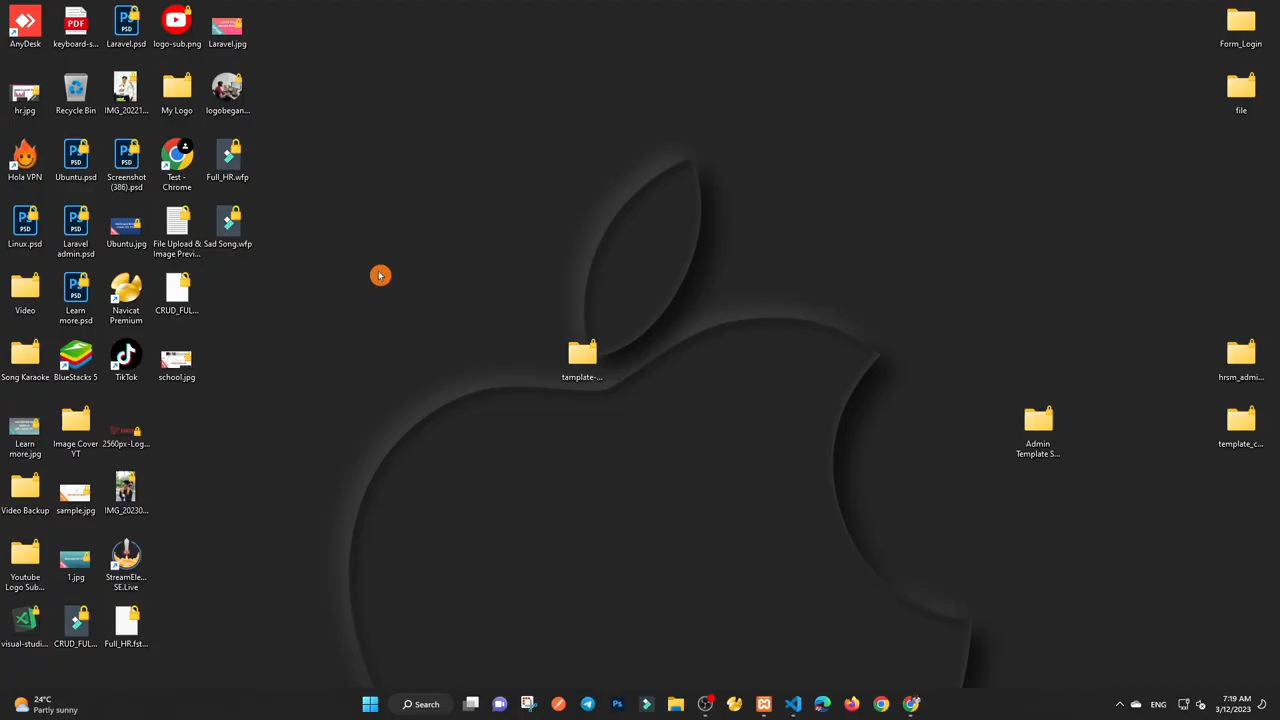 AnyDesk
keyboard-s...
Laravel.psd
logo-sub.png
Laravel.jpg
Form_Login
hr.jpg
Recycle Bin
IMG_20221...
My Logo
logobegan...
file
Hola VPN
Ubuntu.psd
Screenshot
(386).psd
Test -
Chrome
Full_HR.wfp
Linux.psd
Laravel
admin.psd
Ubuntu.jpg
File Upload &
Image Previ...
Sad Song.wfp
Video
Learn
more.psd
Navicat
Premium
CRUD_FUL...
Song Karaoke
BlueStacks 5
TikTok
school.jpg
tamplate-...
hrsm_admi...
Learn
more.jpg
Image Cover
YT
2560px-Log...
Admin
Template S...
template_c...
Video Backup
sample.jpg
IMG_20230...
Youtube
Logo Sub...
1.jpg
StreamEle...
SE.Live
visual-studi...
CRUD_FUL...
Full_HR.fst...
24°C
Partly sunny
Search
ENG
7:19 AM
3/12/2023